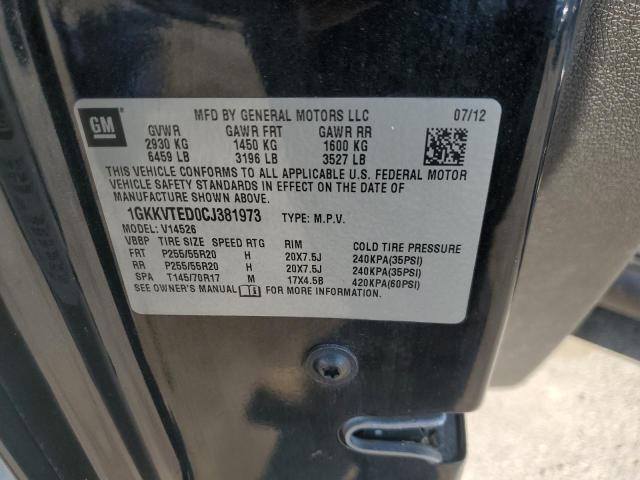 GM
MFD BY GENERAL MOTORS LLC 07/12
GVWR GAWR FRT GAWR RR
2930 KG 1450 KG 1600 KG
6459 LB 3196 LB 3527 LB
THIS VEHICLE CONFORMS TO ALL APPLICABLE U.S. FEDERAL MOTOR
VEHICLE SAFETY STANDARDS IN EFFECT ON THE DATE OF
MANUFACTURE SHOWN ABOVE.
1GKKVTED0CJ381973 TYPE: M.P.V.
MODEL: V14526
VBBP TIRE SIZE SPEED RTG RIM COLD TIRE PRESSURE
FRT P255/55R20 H 20X7.5J 240KPA(35PSI)
RR P255/55R20 H 20X7.5J 240KPA(35PSI)
SPA T145/70R17 M 17X4.5B 420KPA(60PSI)
SEE OWNER'S MANUAL FOR MORE INFORMATION.